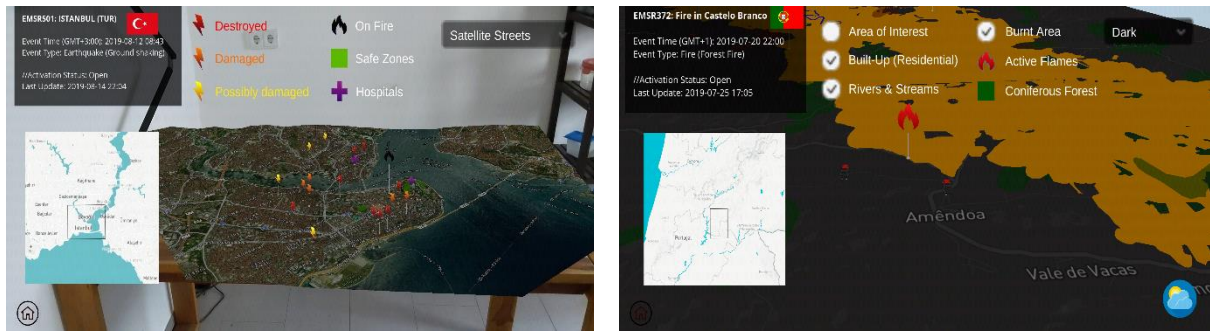 EMSR501: ISTANBUL (TUR)
Event Time (GMT+3:00): 2019-08-12 08:43
Event Type: Earthquake (Ground shaking)
//Activation Status: Open
Last Update: 2019-08-14 22:04
Destroyed
Damaged
Possibly damaged
On Fire
Safe Zones
Hospitals
Satellite Streets
EMSR372: Fire in Castelo Branco
Event Time (GMT+1): 2019-07-20 22:00
Event Type: Fire (Forest Fire)
//Activation Status: Open
Last Update: 2019-07-25 17:05
Area of Interest
Built-Up (Residential)
Rivers & Streams
Burnt Area
Active Flames
Coniferous Forest
Dark
Amêndoa
Vale de Vacas